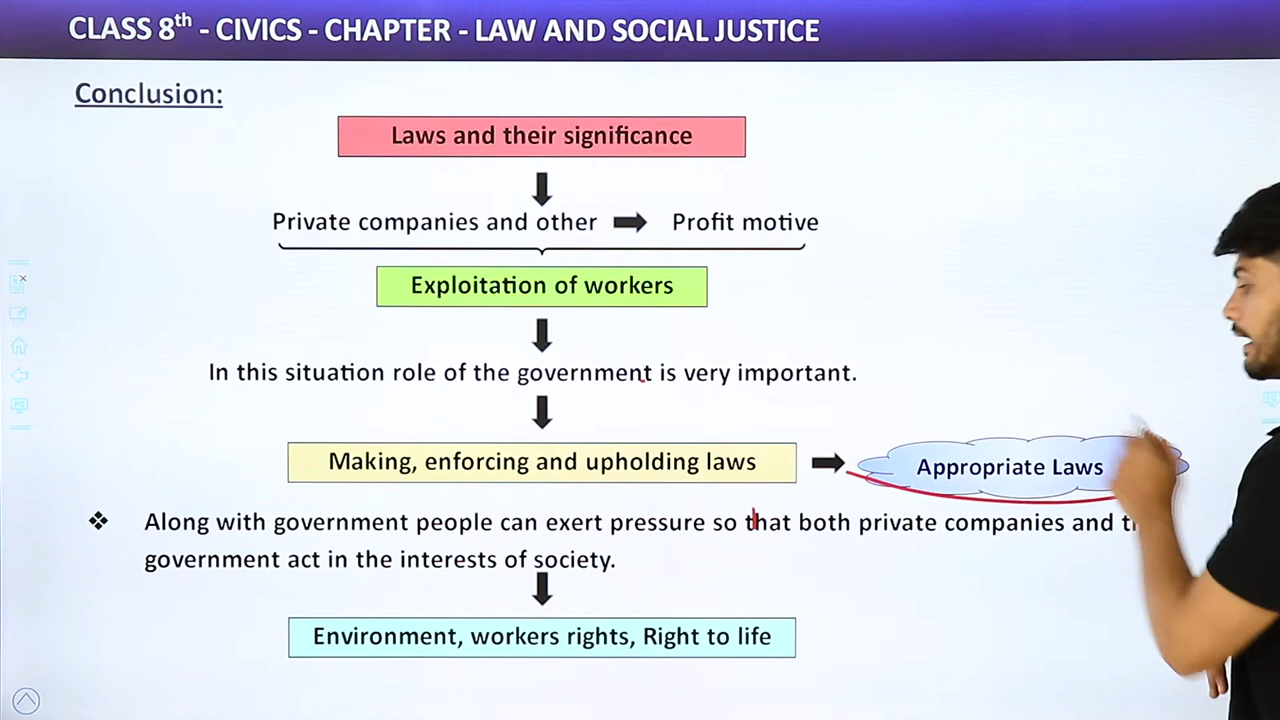 CLASS 8th - CIVICS - CHAPTER - LAW AND SOCIAL JUSTICE
Conclusion:
Laws and their significance
Private companies and other Profit motive
Exploitation of workers
In this situation role of the government is very important.
Making, enforcing and upholding laws
Appropriate Laws
❖ Along with government people can exert pressure so that both private companies and
government act in the interests of society.
Environment, workers rights, Right to life